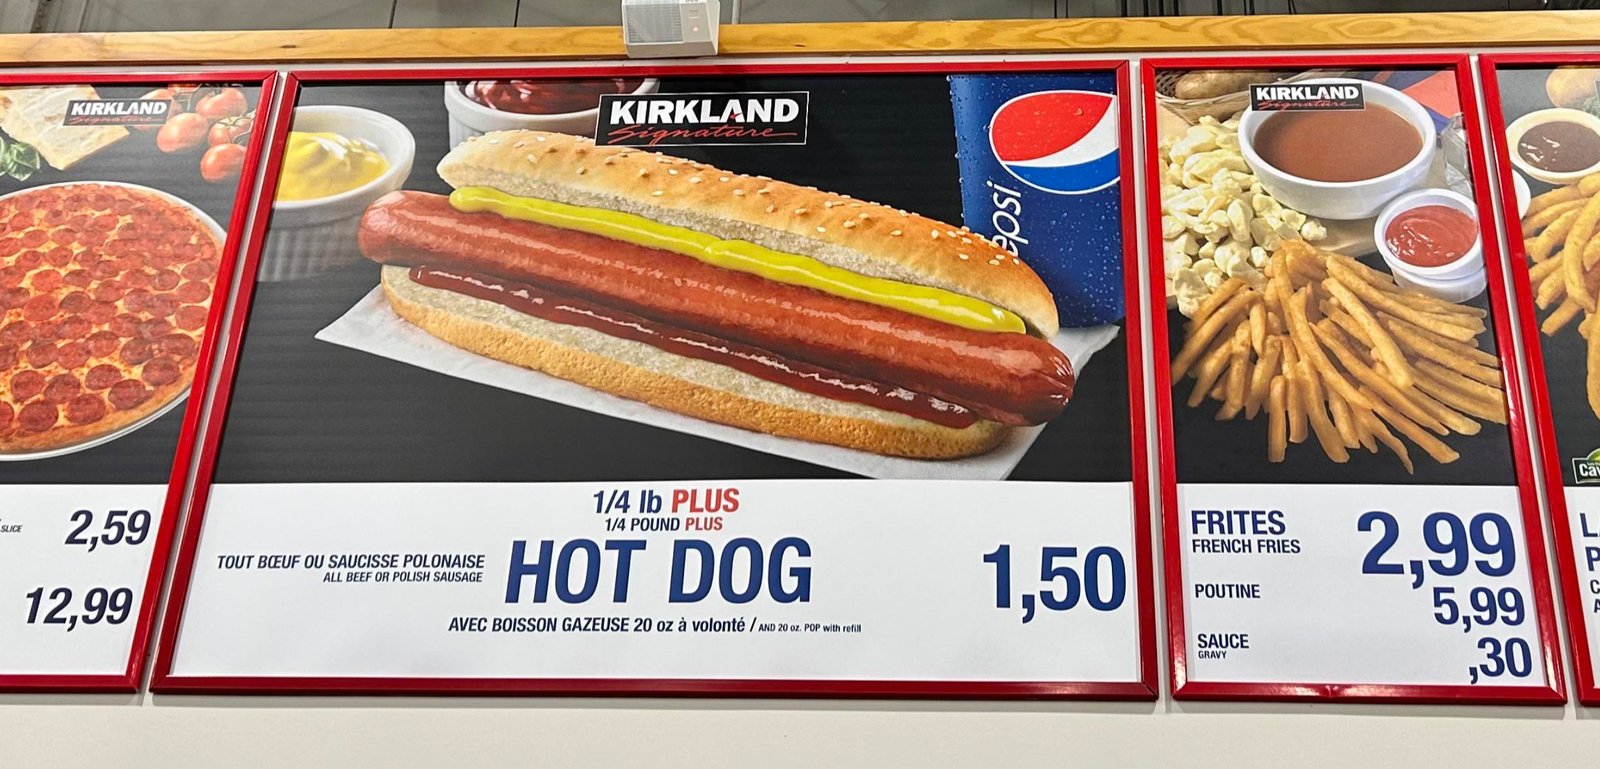 KIRKLAND
Signature
SLICE
2,59
12,99
KIRKLAND
Signature
pepsi
1/4 lb PLUS
1/4 POUND PLUS
TOUT BŒUF OU SAUCISSE POLONAISE
ALL BEEF OR POLISH SAUSAGE
HOT DOG
1,50
AVEC BOISSON GAZEUSE 20 oz à volonté / AND 20 oz. POP with refill
KIRKLAND
Signature
FRITES
FRENCH FRIES
2,99
POUTINE
5,99
SAUCE
GRAVY
,30